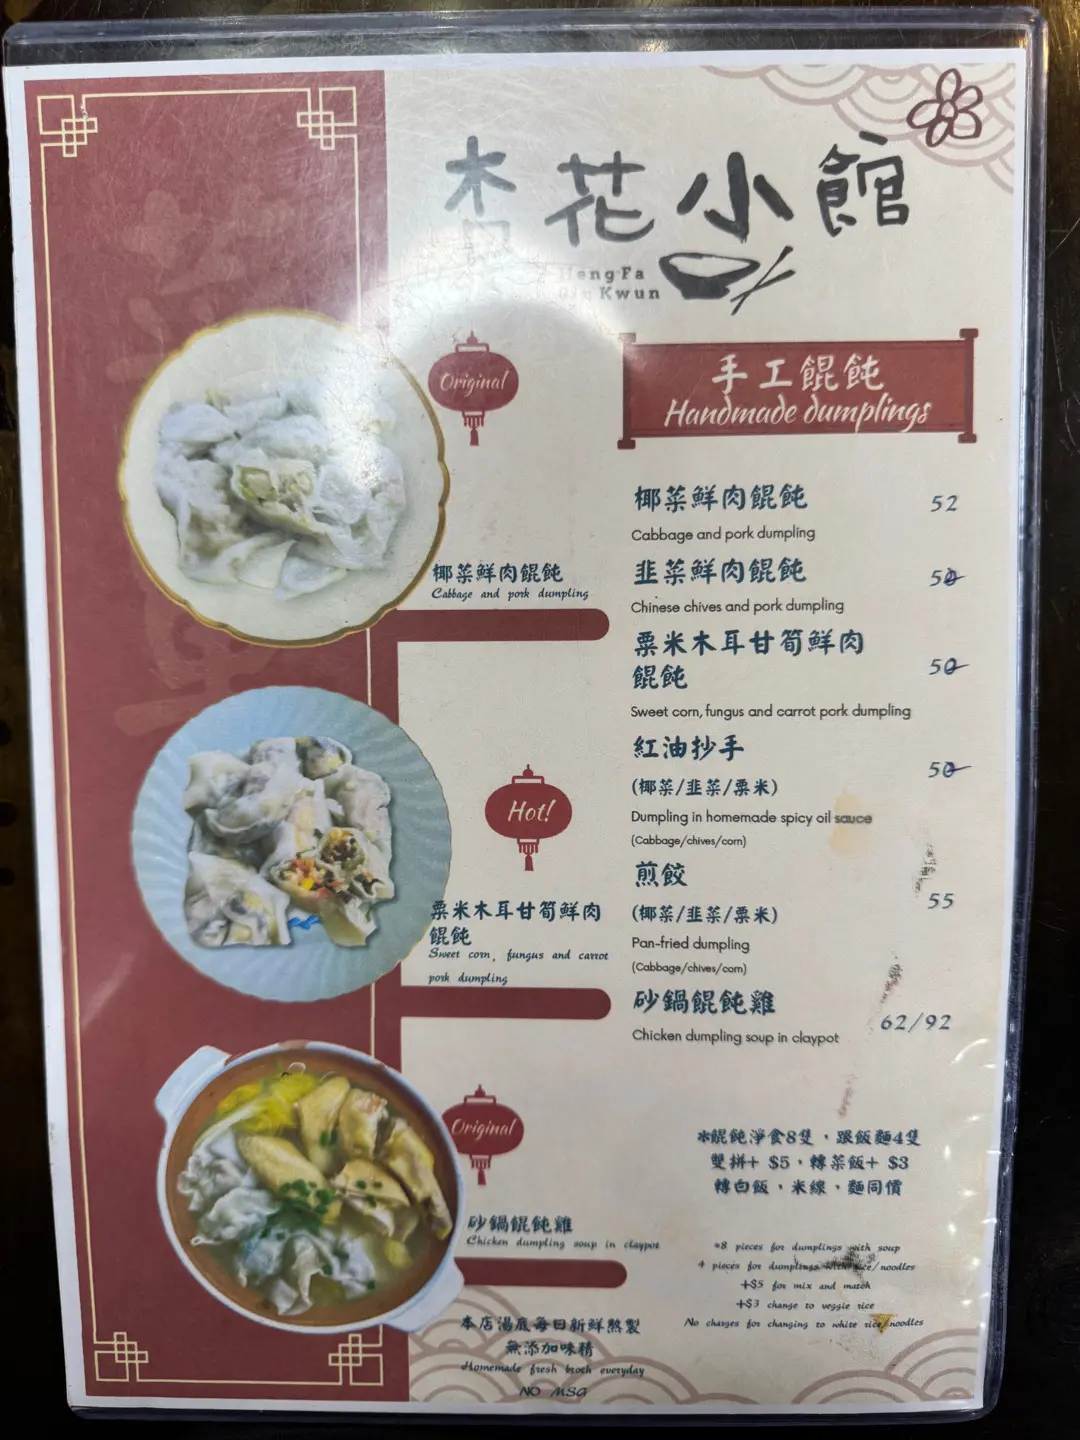 杏花小館
Heng Fa
Siu Kwun
手工餛飩
Handmade dumplings
Original
椰菜鮮肉餛飩
Cabbage and pork dumpling
椰菜鮮肉餛飩 52
Cabbage and pork dumpling
韭菜鮮肉餛飩
Chinese chives and pork dumpling
粟米木耳甘筍鮮肉
餛飩
Sweet corn, fungus and carrot pork dumpling
紅油抄手
(椰菜/韭菜/粟米)
Dumpling in homemade spicy oil sauce
(Cabbage/chives/corn)
煎餃
55
(椰菜/韭菜/粟米)
Pan-fried dumpling
(Cabbage/chives/corn)
砂鍋餛飩雞
62/92
Chicken dumpling soup in claypot
Hot!
粟米木耳甘筍鮮肉
餛飩
Sweet corn, fungus and carrot
pork dumpling
Original
砂鍋餛飩雞
Chicken dumpling soup in claypot
*餛飩淨食8隻，跟飯麵4隻
雙拼+ $5，轉菜飯+ $3
轉白飯，米線，麵同價
*8 pieces for dumplings with soup
4 pieces for dumplings with rice/noodles
+$5 for mix and match
+$3 change to veggie rice
No charges for changing to white rice/noodles
本店湯底每日新鮮熬製
無添加味精
Homemade fresh broth everyday
NO MSG